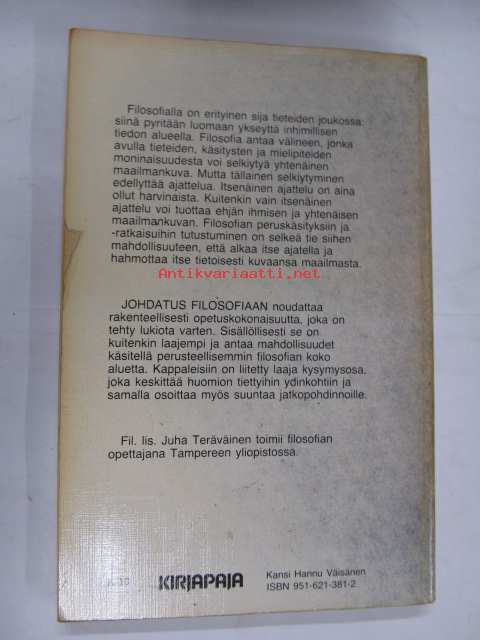 Filosofialla on erityinen sija tieteiden joukossa:
siinä pyritään luomaan ykseyttä inhimillisen
tiedon alueella. Filosofia antaa välineen, jonka
avulla tieteiden, käsitysten ja mielipiteiden
moninaisuudesta voi selkiytyä yhtenäinen
maailmankuva. Mutta tällainen selkiytyminen
edellyttää ajattelua. Itsenäinen ajattelu on aina
ollut harvinaista. Kuitenkin vain itsenäinen
ajattelu voi tuottaa ehjän ihmisen ja yhtenäisen
maailmankuvan. Filosofian peruskäsityksiin ja
-ratkaisuihin tutustuminen on selkeä tie siihen
mahdollisuuteen, että alkaa itse ajatella ja
hahmottaa itse tietoisesti kuvaansa maailmasta.
Antikvariaatti.net
JOHDATUS FILOSOFIAAN noudattaa
rakenteellisesti opetuskokonaisuutta, joka on
tehty lukiota varten. Sisällöllisesti se on
kuitenkin laajempi ja antaa mahdollisuudet
käsitellä perusteellisemmin filosofian koko
aluetta. Kappaleisiin on liitetty laaja kysymysosa,
joka keskittää huomion tiettyihin ydinkohtiin ja
samalla osoittaa myös suuntaa jatkopohdinnoille.
Fil. lis. Juha Teräväinen toimii filosofian
opettajana Tampereen yliopistossa.
KIRJAPAJA
Kansi Hannu Väisänen
ISBN 951-621-381-2